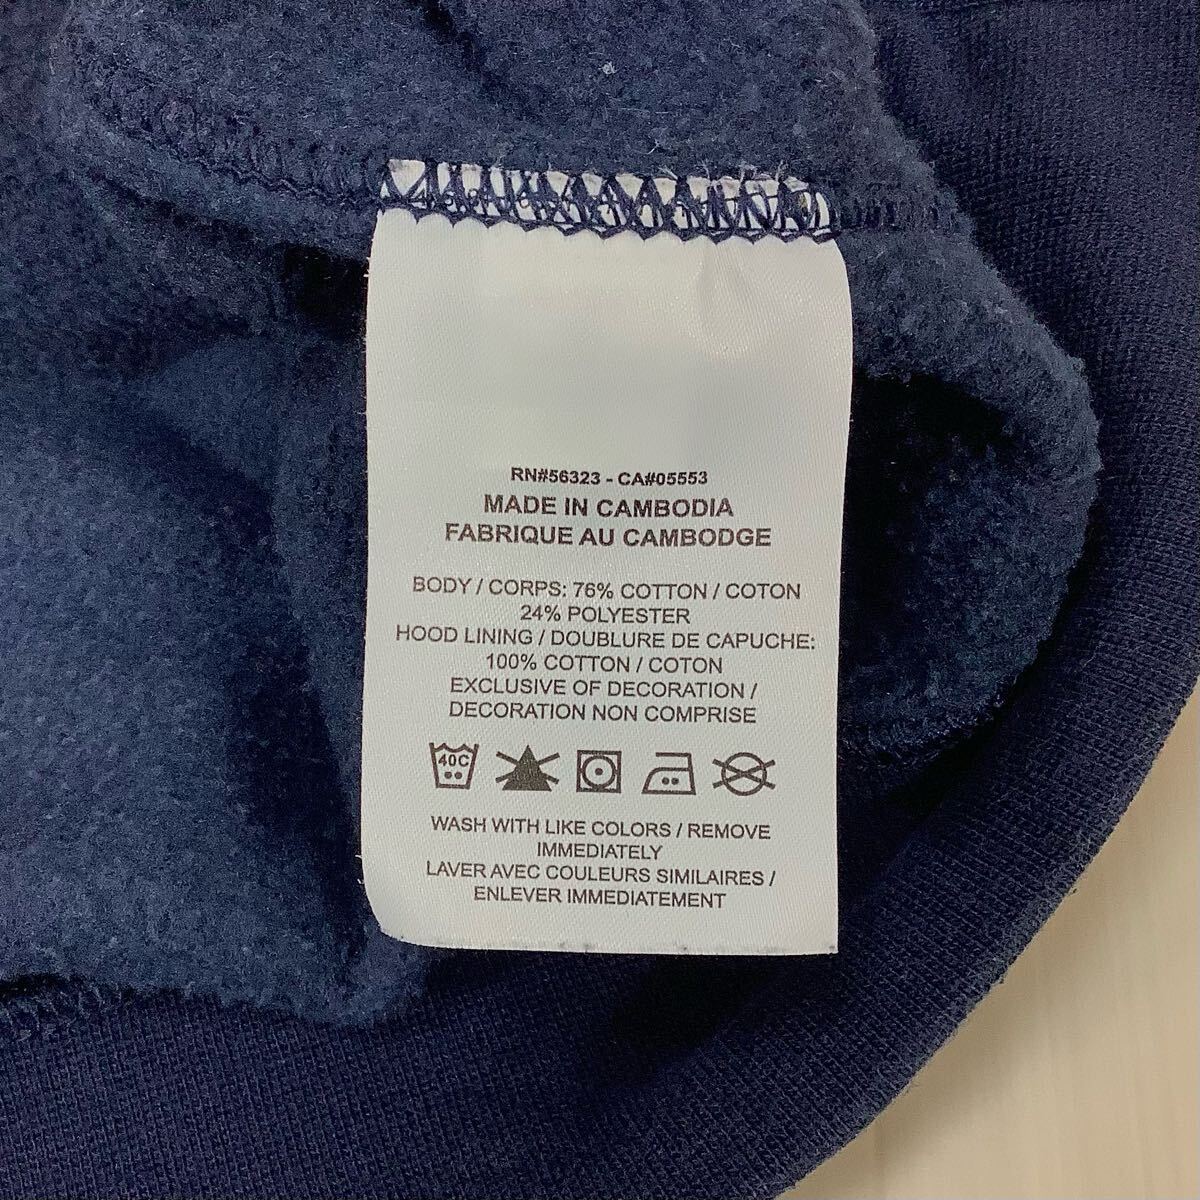 RN#56323 - CA#05553
MADE IN CAMBODIA
FABRIQUE AU CAMBODGE
BODY / CORPS: 76% COTTON / COTON
24% POLYESTER
HOOD LINING / DOUBLURE DE CAPUCHE:
100% COTTON / COTON
EXCLUSIVE OF DECORATION /
DECORATION NON COMPRISE
40C
WASH WITH LIKE COLORS / REMOVE
IMMEDIATELY
LAVER AVEC COULEURS SIMILAIRES /
ENLEVER IMMEDIATEMENT